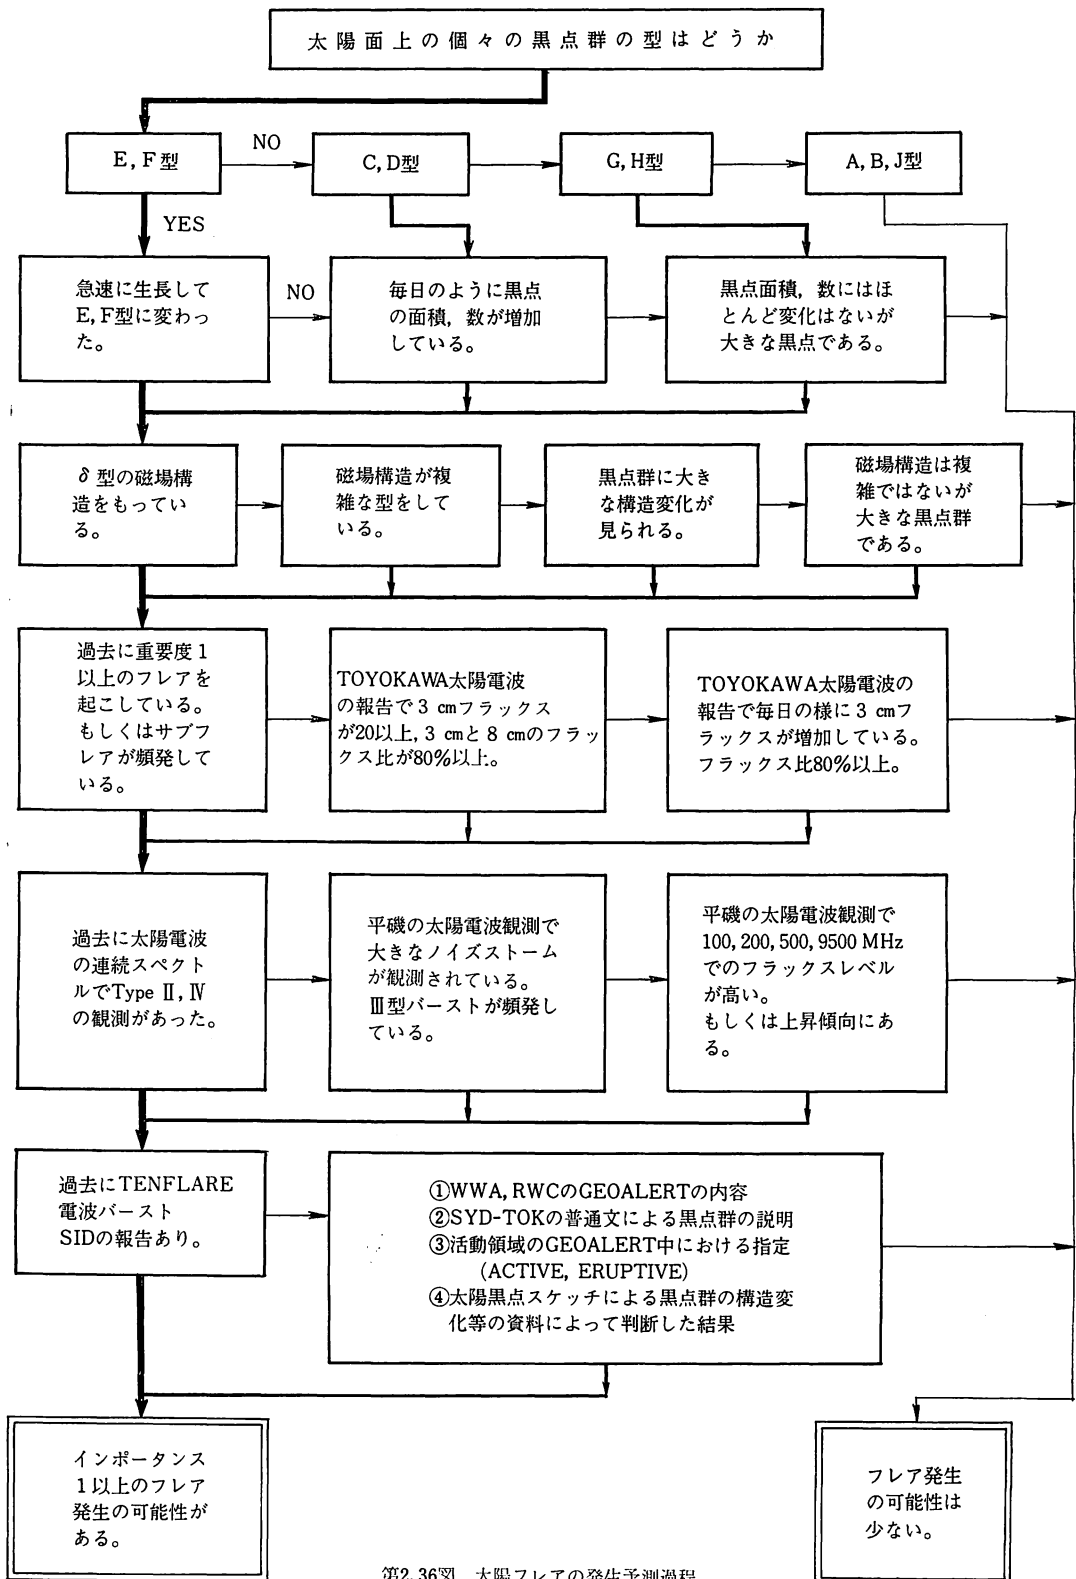 太陽面上の個々の黒点群の型はどうか
E, F型
NO
C, D型
G, H型
A, B, J型
YES
急速に生長して
E, F型に変わっ
た。
NO
毎日のように黒点
の面積，数が増加
している。
黒点面積，数にはほ
とんど変化はないが
大きな黒点である。
δ型の磁場構
造をもってい
る。
磁場構造が複
雑な型をして
いる。
黒点群に大き
な構造変化が
見られる。
磁場構造は複
雑ではないが
大きな黒点群
である。
過去に重要度1
以上のフレアを
起こしている。
もしくはサブフ
レアが頻発して
いる。
TOYOKAWA太陽電波
の報告で3 cmフラックス
が20以上, 3 cmと8 cmのフラッ
クス比が80%以上。
TOYOKAWA太陽電波の
報告で毎日の様に3 cmフ
ラックスが増加している。
フラックス比80%以上。
過去に太陽電波
の連続スペクト
ルでType Ⅱ, Ⅳ
の観測があった。
平磯の太陽電波観測で
大きなノイズストーム
が観測されている。
Ⅲ型バーストが頻発し
ている。
平磯の太陽電波観測で
100, 200, 500, 9500 MHz
でのフラックスレベル
が高い。
もしくは上昇傾向にあ
る。
過去にTENFLARE
電波バースト
SIDの報告あり。
①WWA, RWCのGEOALERTの内容
②SYD-TOKの普通文による黒点群の説明
③活動領域のGEOALERT中における指定
(ACTIVE, ERUPTIVE)
④太陽黒点スケッチによる黒点群の構造変
化等の資料によって判断した結果
インポータンス
1以上のフレア
発生の可能性が
ある。
フレア発生
の可能性は
少ない。
第2.36図 太陽フレアの発生予測過程